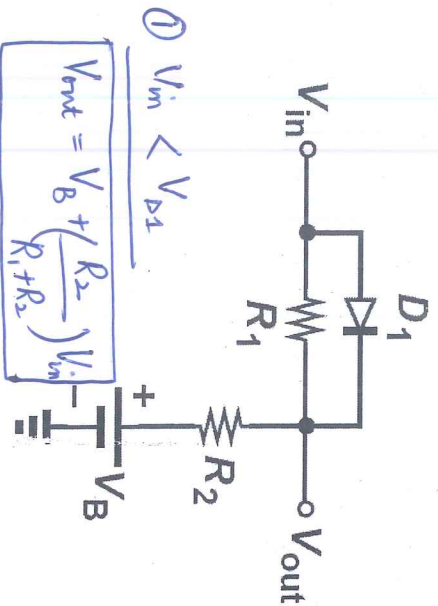 D1
Vin
R1
Vout
R2
+
VB
−
① Vin < VD1
Vout = VB + (R2 / R1+R2) Vin